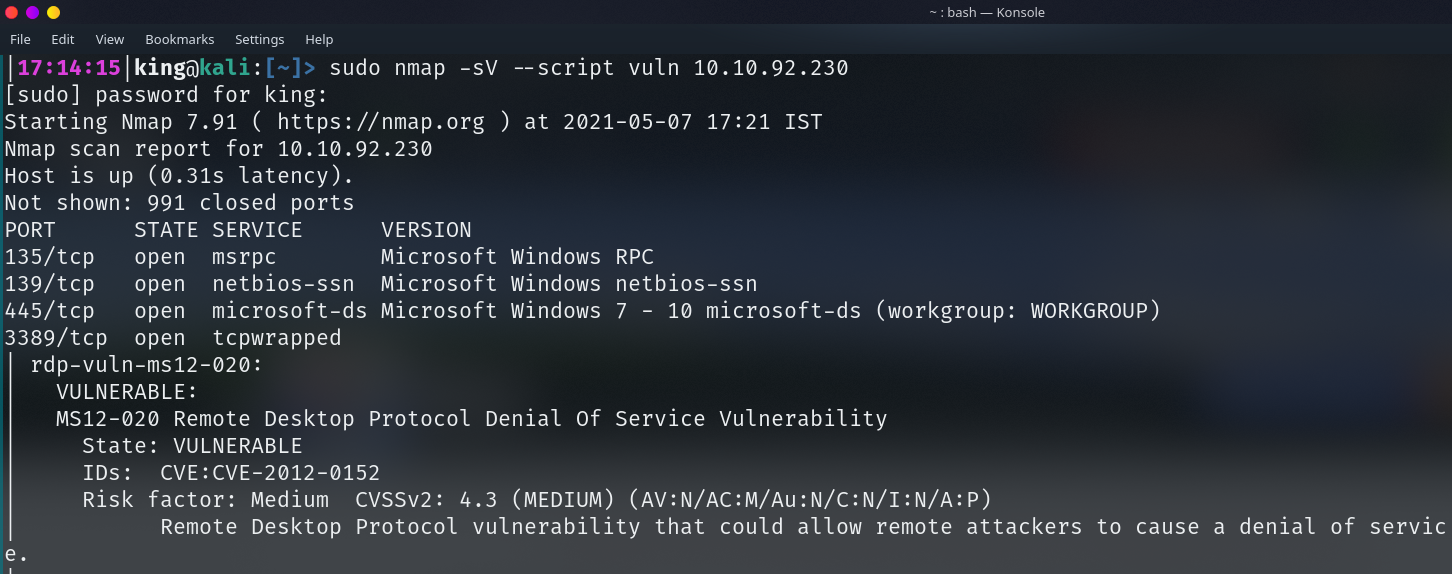 ~ : bash — Konsole
File Edit View Bookmarks Settings Help
|17:14:15|king@kali:[~]> sudo nmap -sV --script vuln 10.10.92.230
[sudo] password for king:
Starting Nmap 7.91 ( https://nmap.org ) at 2021-05-07 17:21 IST
Nmap scan report for 10.10.92.230
Host is up (0.31s latency).
Not shown: 991 closed ports
PORT      STATE SERVICE      VERSION
135/tcp   open  msrpc        Microsoft Windows RPC
139/tcp   open  netbios-ssn  Microsoft Windows netbios-ssn
445/tcp   open  microsoft-ds Microsoft Windows 7 - 10 microsoft-ds (workgroup: WORKGROUP)
3389/tcp  open  tcpwrapped
| rdp-vuln-ms12-020:
|   VULNERABLE:
|   MS12-020 Remote Desktop Protocol Denial Of Service Vulnerability
|     State: VULNERABLE
|     IDs:  CVE:CVE-2012-0152
|     Risk factor: Medium  CVSSv2: 4.3 (MEDIUM) (AV:N/AC:M/Au:N/C:N/I:N/A:P)
|           Remote Desktop Protocol vulnerability that could allow remote attackers to cause a denial of servic
e.